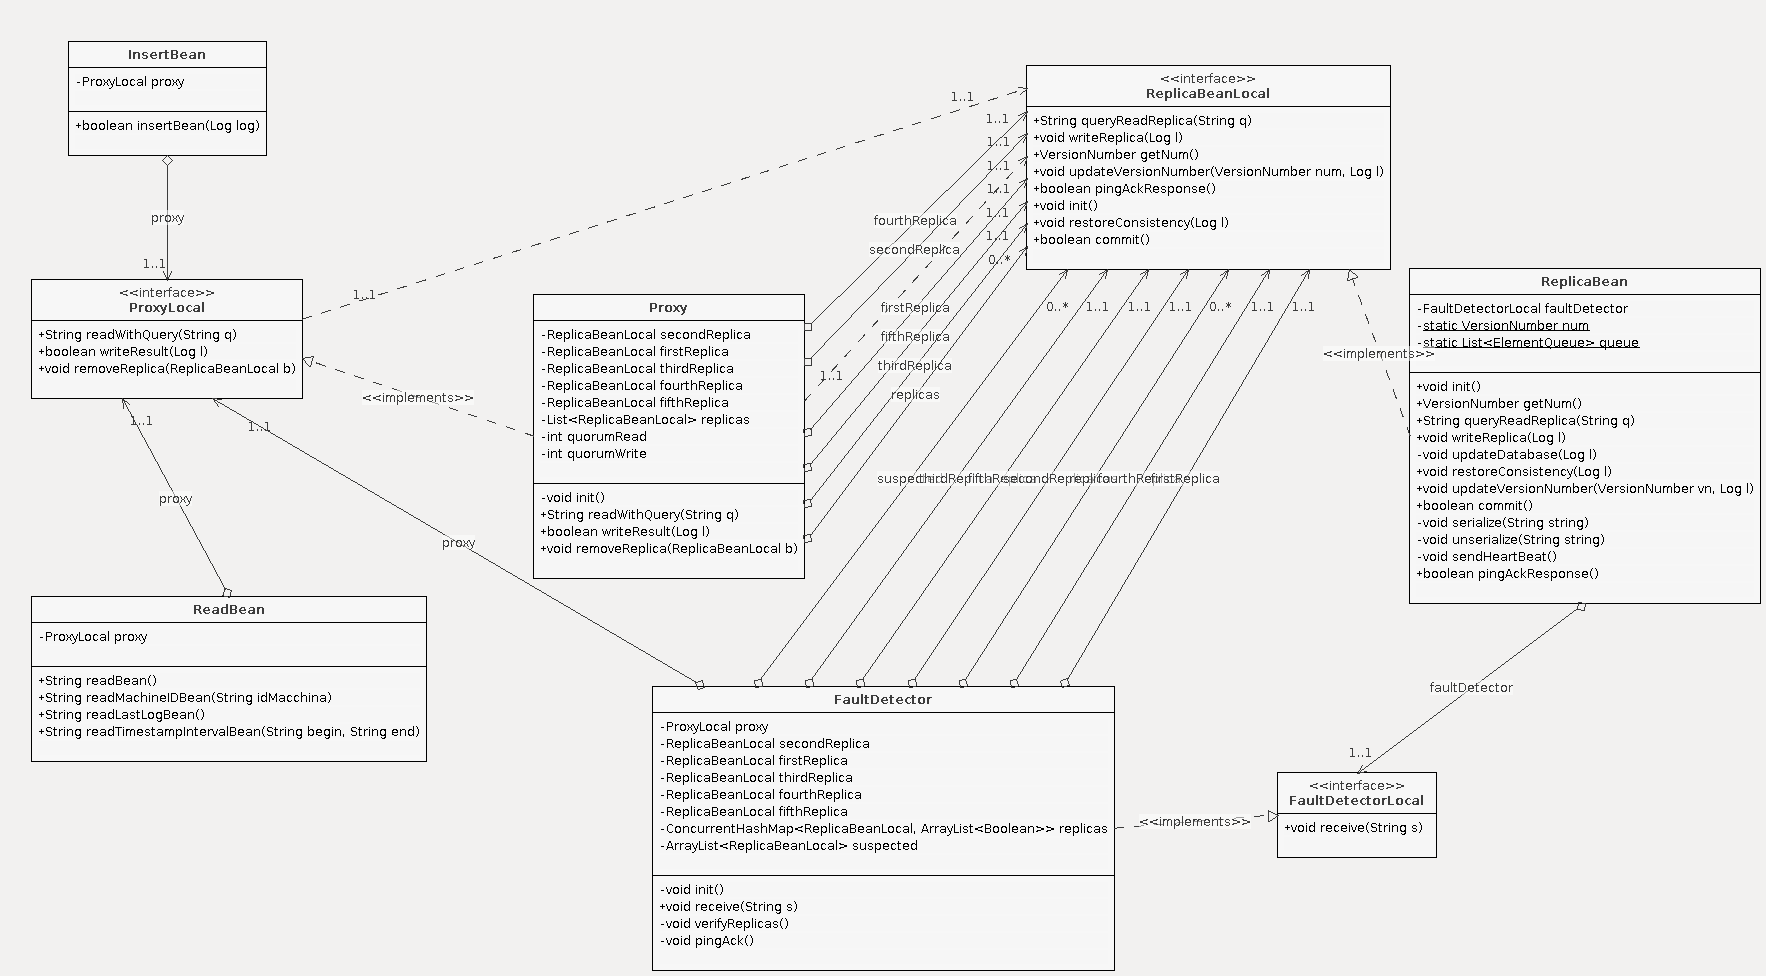 InsertBean
-ProxyLocal proxy
+boolean insertBean(Log log)
proxy
1..1
<<interface>>
ProxyLocal
+String readWithQuery(String q)
+boolean writeResult(Log l)
+void removeReplica(ReplicaBeanLocal b)
1..1
1..1
1..1
1..1
<<implements>>
proxy
proxy
ReadBean
-ProxyLocal proxy
+String readBean()
+String readMachineIDBean(String idMacchina)
+String readLastLogBean()
+String readTimestampIntervalBean(String begin, String end)
Proxy
-ReplicaBeanLocal secondReplica
-ReplicaBeanLocal firstReplica
-ReplicaBeanLocal thirdReplica
-ReplicaBeanLocal fourthReplica
-ReplicaBeanLocal fifthReplica
-List<ReplicaBeanLocal> replicas
-int quorumRead
-int quorumWrite
-void init()
+String readWithQuery(String q)
+boolean writeResult(Log l)
+void removeReplica(ReplicaBeanLocal b)
1..1
fourthReplica
secondReplica
firstReplica
fifthReplica
thirdReplica
replicas
1..1
1..1
1..1
1..1
1..1
1..1
0..*
<<interface>>
ReplicaBeanLocal
+String queryReadReplica(String q)
+void writeReplica(Log l)
+VersionNumber getNum()
+void updateVersionNumber(VersionNumber num, Log l)
+boolean pingAckResponse()
+void init()
+void restoreConsistency(Log l)
+boolean commit()
0..*
1..1
1..1
1..1
0..*
1..1
1..1
<<implements>>
suspected
thirdReplica
fifthReplica
secondReplica
replicas
fourthReplica
firstReplica
ReplicaBean
-FaultDetectorLocal faultDetector
-static VersionNumber num
-static List<ElementQueue> queue
+void init()
+VersionNumber getNum()
+String queryReadReplica(String q)
+void writeReplica(Log l)
-void updateDatabase(Log l)
+void restoreConsistency(Log l)
+void updateVersionNumber(VersionNumber vn, Log l)
+boolean commit()
-void serialize(String string)
-void unserialize(String string)
-void sendHeartBeat()
+boolean pingAckResponse()
faultDetector
1..1
FaultDetector
-ProxyLocal proxy
-ReplicaBeanLocal secondReplica
-ReplicaBeanLocal firstReplica
-ReplicaBeanLocal thirdReplica
-ReplicaBeanLocal fourthReplica
-ReplicaBeanLocal fifthReplica
-ConcurrentHashMap<ReplicaBeanLocal, ArrayList<Boolean>> replicas
-ArrayList<ReplicaBeanLocal> suspected
-void init()
+void receive(String s)
-void verifyReplicas()
-void pingAck()
<<implements>>
<<interface>>
FaultDetectorLocal
+void receive(String s)